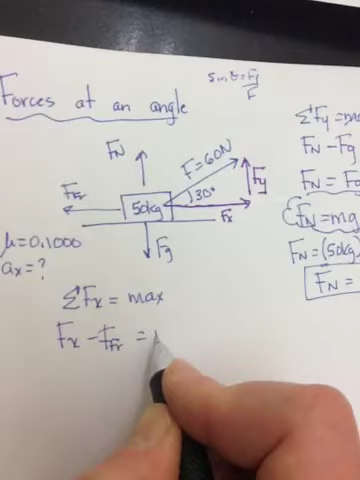 Forces at an angle
sinθ = Fy/F
FN
F=60N
Fy
FFr
30°
50kg
Fx
Fg
μ=0.1000
ax=?
ΣFx = max
Fx - FFr =
ΣFy = ma
FN - Fg
FN = Fg
FN = mg
FN = (50kg
FN =